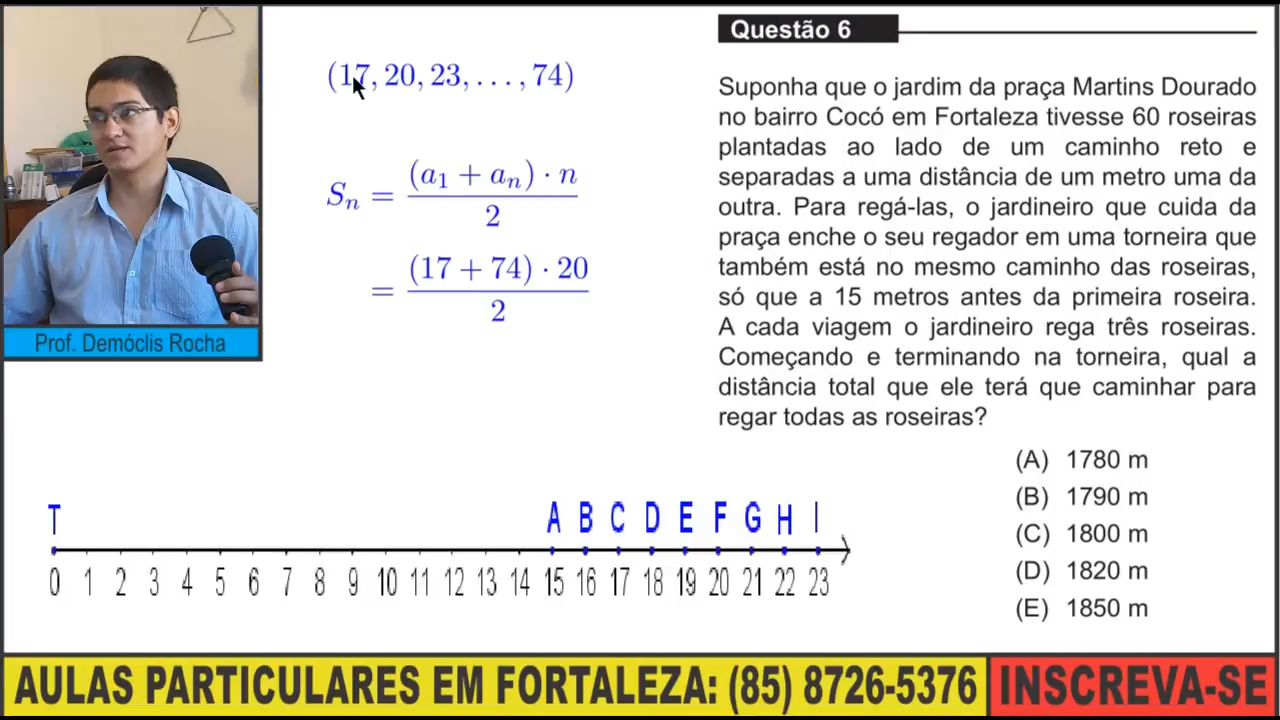 (17, 20, 23, . . . , 74)
Sₙ = (a₁ + aₙ) · n / 2
= (17 + 74) · 20 / 2
Prof. Demóclis Rocha
Questão 6
Suponha que o jardim da praça Martins Dourado
no bairro Cocó em Fortaleza tivesse 60 roseiras
plantadas ao lado de um caminho reto e
separadas a uma distância de um metro uma da
outra. Para regá-las, o jardineiro que cuida da
praça enche o seu regador em uma torneira que
também está no mesmo caminho das roseiras,
só que a 15 metros antes da primeira roseira.
A cada viagem o jardineiro rega três roseiras.
Começando e terminando na torneira, qual a
distância total que ele terá que caminhar para
regar todas as roseiras?
(A) 1780 m
(B) 1790 m
(C) 1800 m
(D) 1820 m
(E) 1850 m
T A B C D E F G H I
0 1 2 3 4 5 6 7 8 9 10 11 12 13 14 15 16 17 18 19 20 21 22 23
AULAS PARTICULARES EM FORTALEZA: (85) 8726-5376
INSCREVA-SE